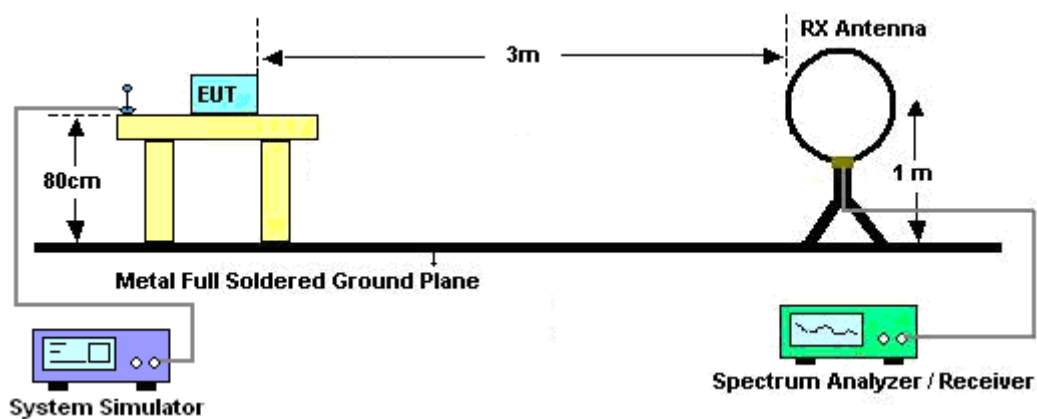 RX Antenna
3m
EUT
80cm
1 m
Metal Full Soldered Ground Plane
Spectrum Analyzer / Receiver
System Simulator